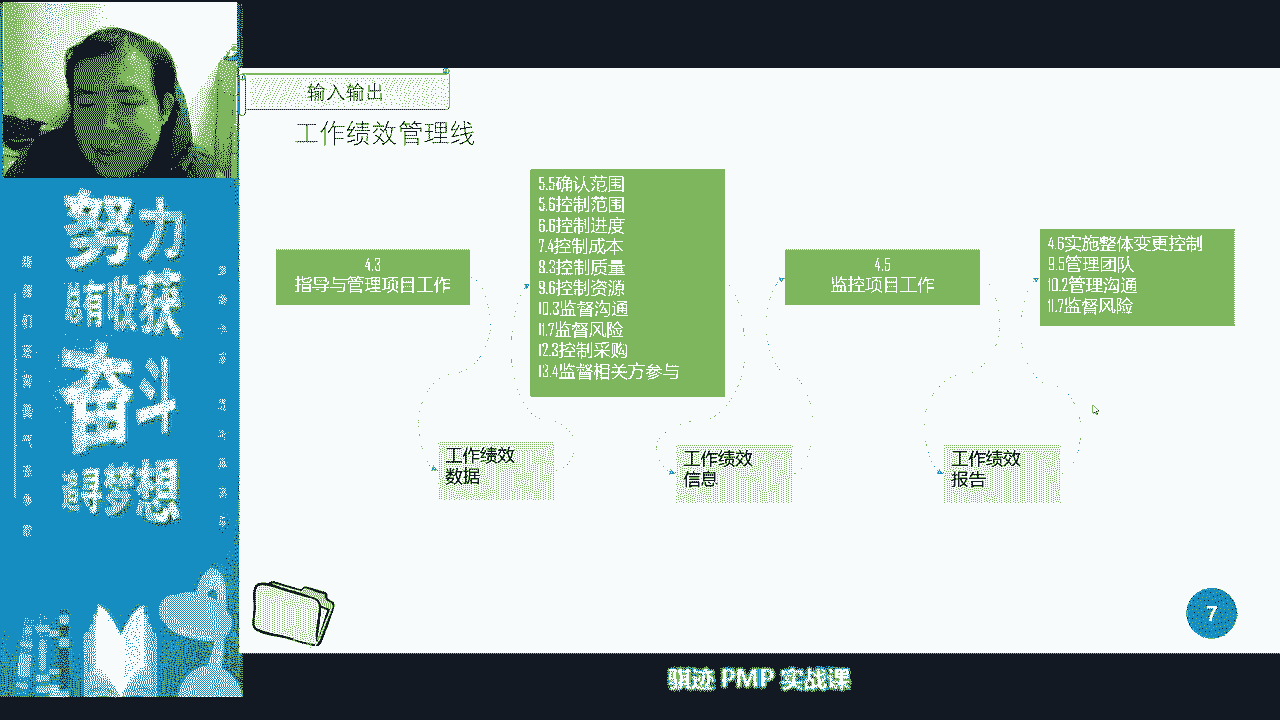 输入输出
工作绩效管理线
4.3
指导与管理项目工作
5.5确认范围
5.6控制范围
6.6控制进度
7.4控制成本
8.3控制质量
9.6控制资源
10.3监督沟通
11.7监督风险
12.3控制采购
13.4监督相关方参与
4.5
监控项目工作
4.6实施整体变更控制
9.5管理团队
10.2管理沟通
11.7监督风险
工作绩效
数据
工作绩效
信息
工作绩效
报告
7
努力
有收获
奋斗
梦想
骐迹 PMP 实战课